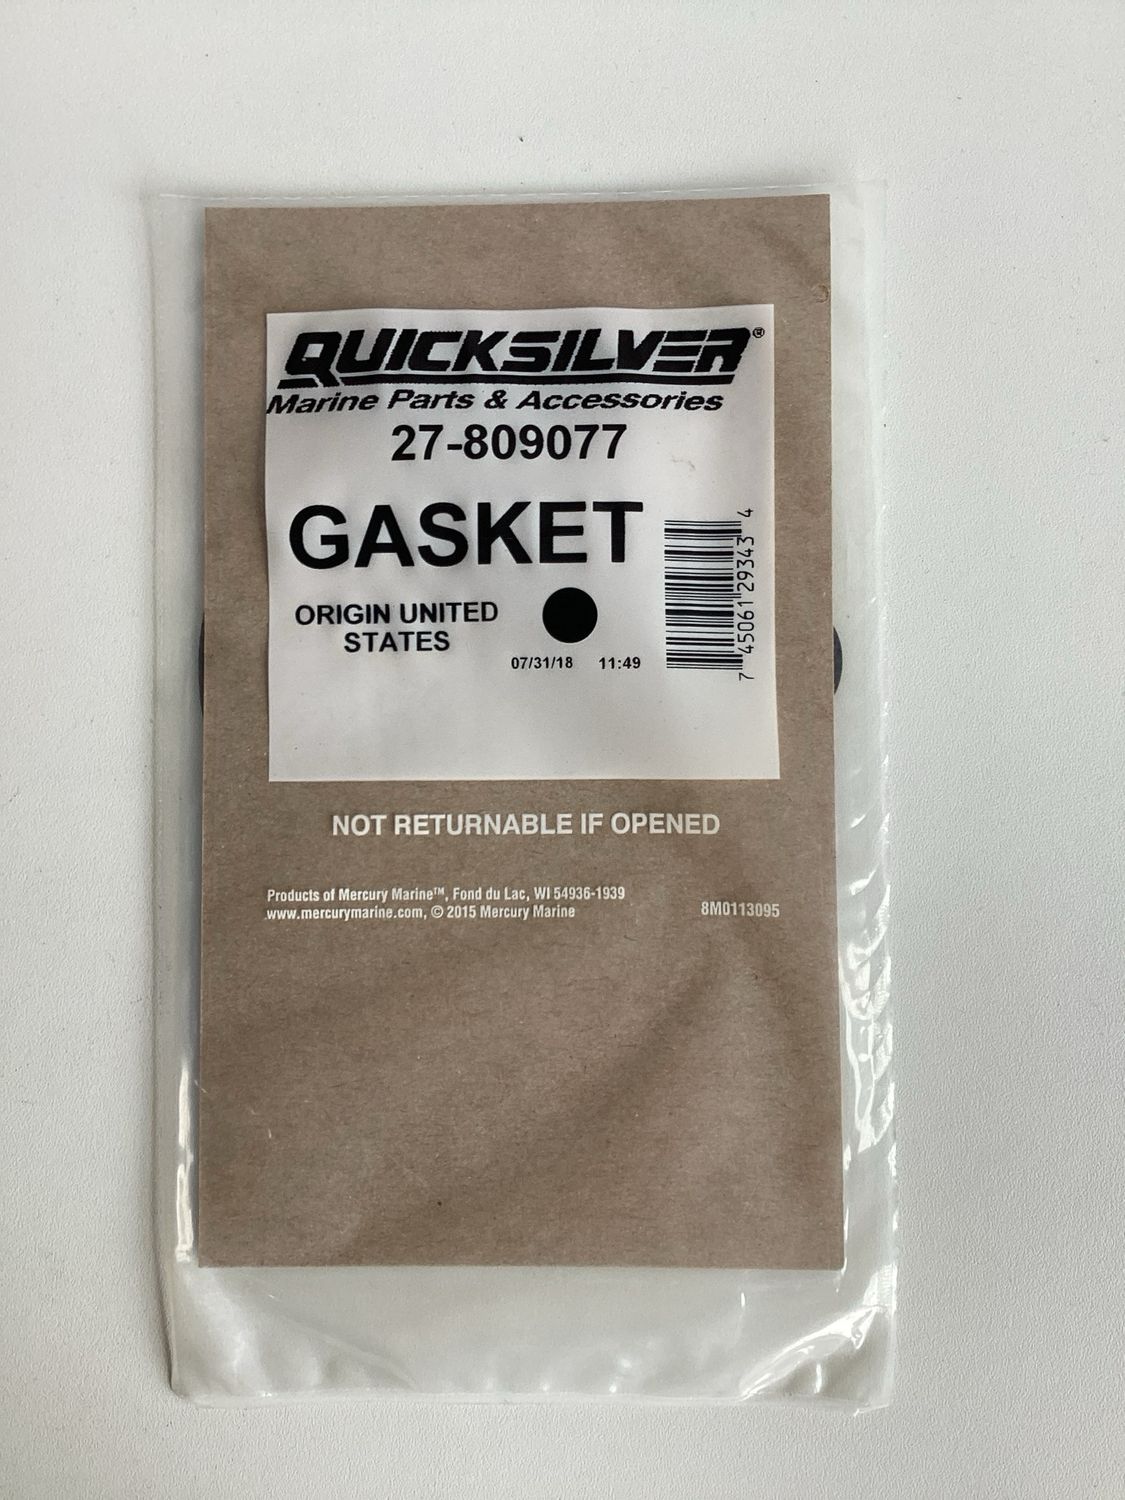 QUICKSILVER®
Marine Parts & Accessories
27-809077
GASKET
ORIGIN UNITED
STATES
07/31/18 11:49
7 45061 29343 4
NOT RETURNABLE IF OPENED
Products of Mercury Marine™, Fond du Lac, WI 54936-1939
www.mercurymarine.com, © 2015 Mercury Marine
8M0113095